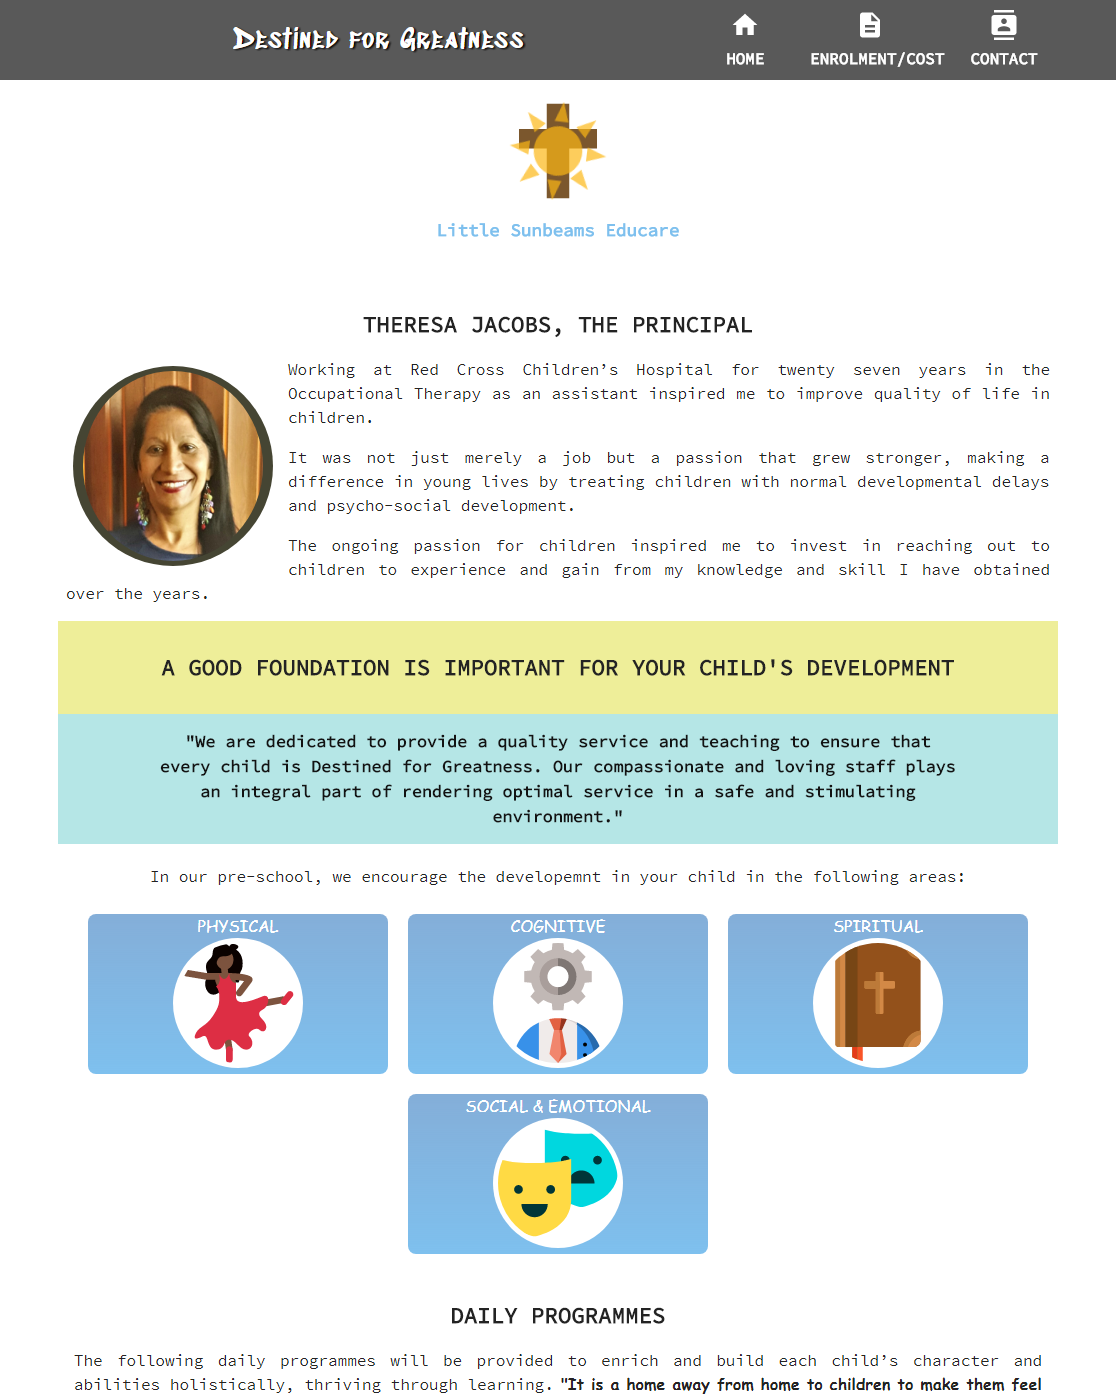 Destined for Greatness
HOME
ENROLMENT/COST
CONTACT
Little Sunbeams Educare
THERESA JACOBS, THE PRINCIPAL
Working at Red Cross Children’s Hospital for twenty seven years in the
Occupational Therapy as an assistant inspired me to improve quality of life in
children.
It was not just merely a job but a passion that grew stronger, making a
difference in young lives by treating children with normal developmental delays
and psycho-social development.
The ongoing passion for children inspired me to invest in reaching out to
children to experience and gain from my knowledge and skill I have obtained
over the years.
A GOOD FOUNDATION IS IMPORTANT FOR YOUR CHILD'S DEVELOPMENT
"We are dedicated to provide a quality service and teaching to ensure that
every child is Destined for Greatness. Our compassionate and loving staff plays
an integral part of rendering optimal service in a safe and stimulating
environment."
In our pre-school, we encourage the developemnt in your child in the following areas:
PHYSICAL
COGNITIVE
SPIRITUAL
SOCIAL & EMOTIONAL
DAILY PROGRAMMES
The following daily programmes will be provided to enrich and build each child’s character and
abilities holistically, thriving through learning. "It is a home away from home to children to make them feel